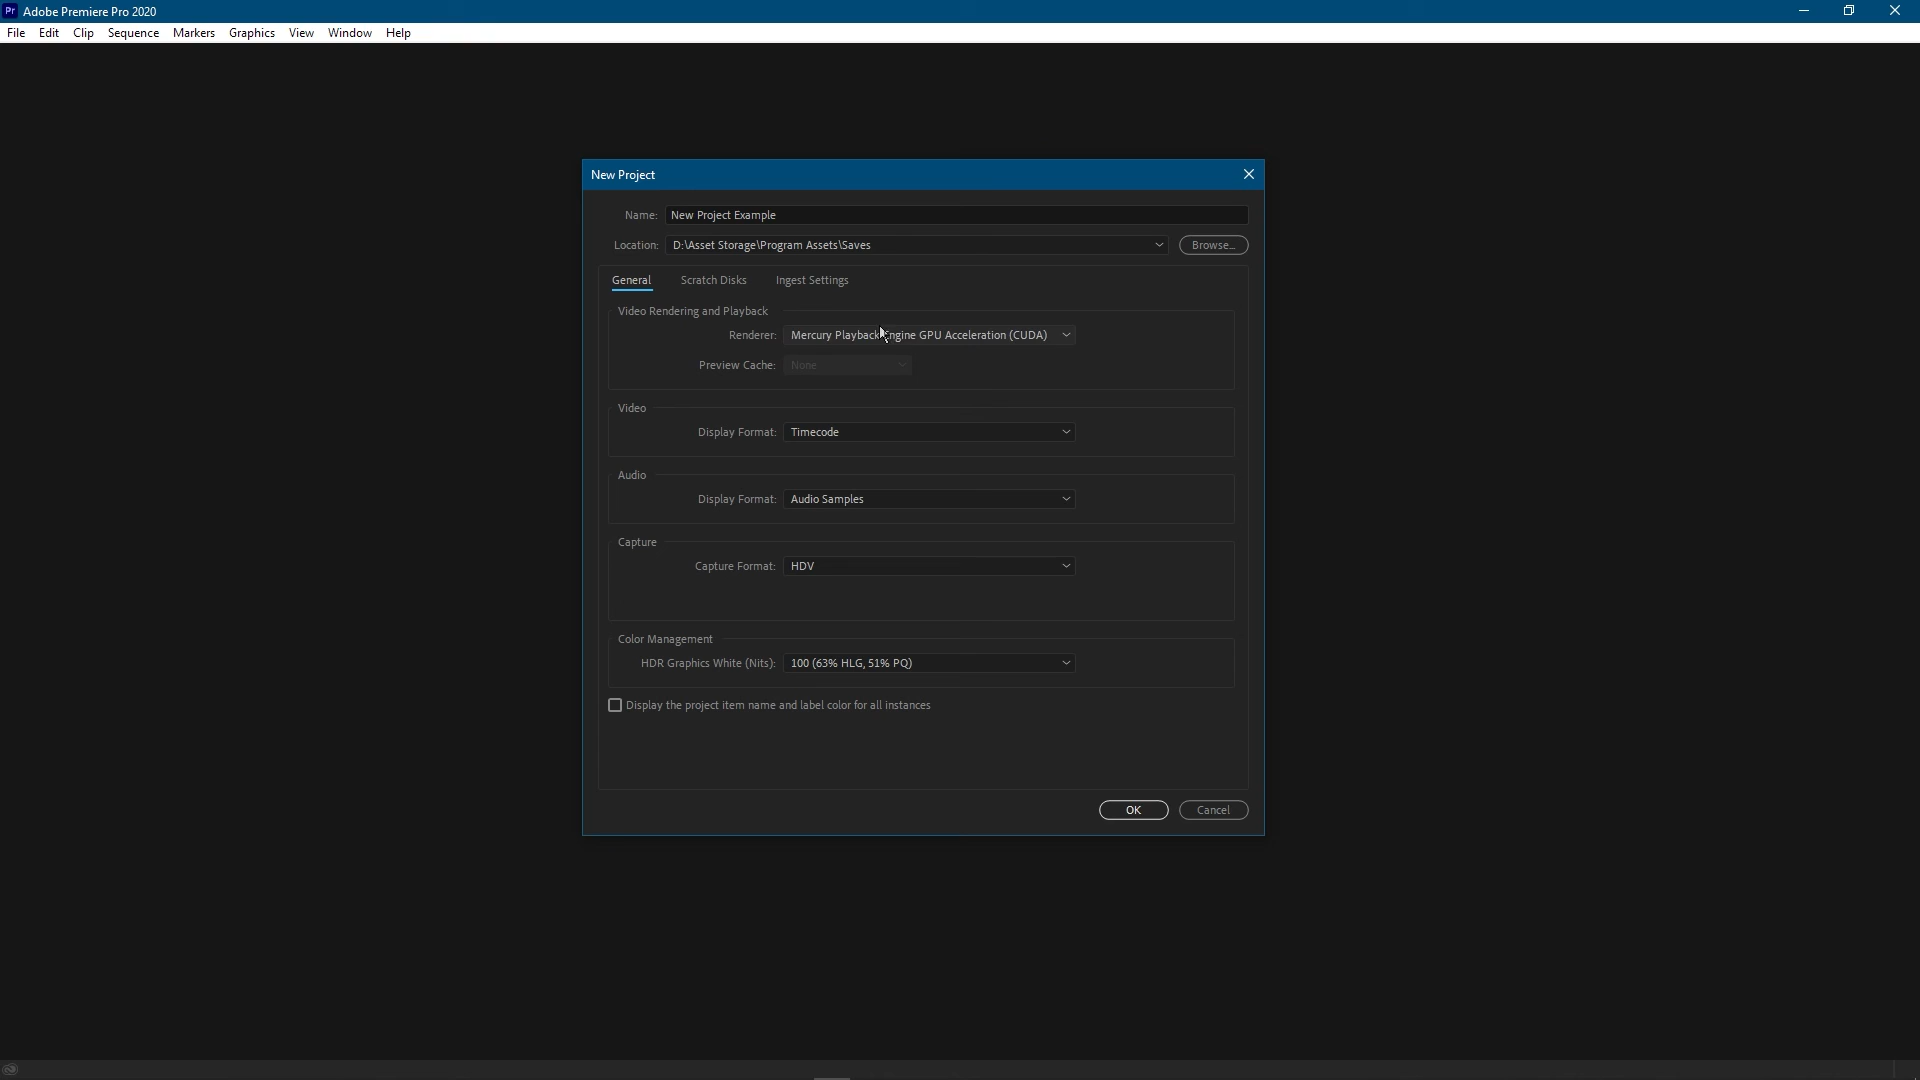 Pr Adobe Premiere Pro 2020
File Edit Clip Sequence Markers Graphics View Window Help
New Project
Name: New Project Example
Location: D:\Asset Storage\Program Assets\Saves Browse...
General Scratch Disks Ingest Settings
Video Rendering and Playback
Renderer: Mercury Playback Engine GPU Acceleration (CUDA)
Preview Cache: None
Video
Display Format: Timecode
Audio
Display Format: Audio Samples
Capture
Capture Format: HDV
Color Management
HDR Graphics White (Nits): 100 (63% HLG, 51% PQ)
Display the project item name and label color for all instances
OK Cancel